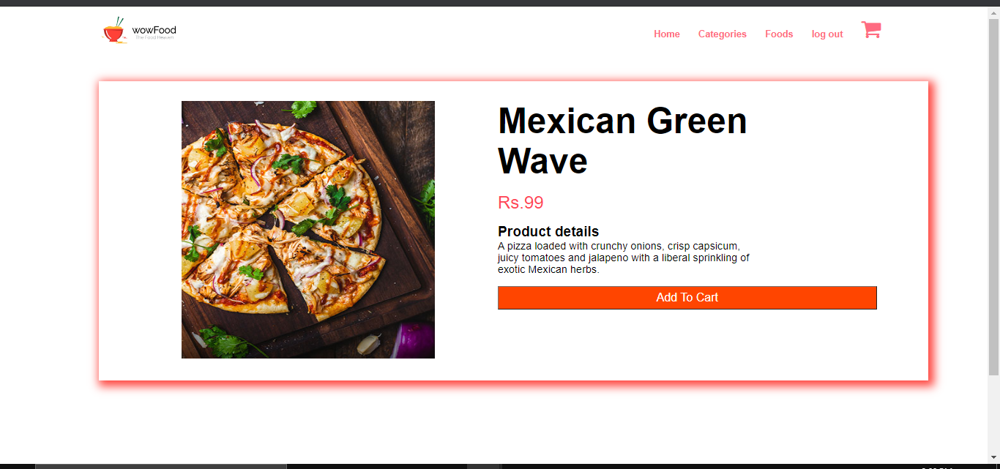 wowFood
The Food Heaven
Home
Categories
Foods
log out
Mexican Green
Wave
Rs.99
Product details
A pizza loaded with crunchy onions, crisp capsicum,
juicy tomatoes and jalapeno with a liberal sprinkling of
exotic Mexican herbs.
Add To Cart